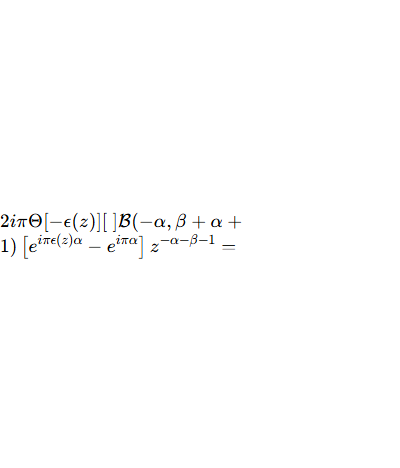 2iπΘ[−ϵ(z)][ ]ℬ(−α, β + α +
1) [e^{iπϵ(z)α} − e^{iπα}] z^{−α−β−1} =